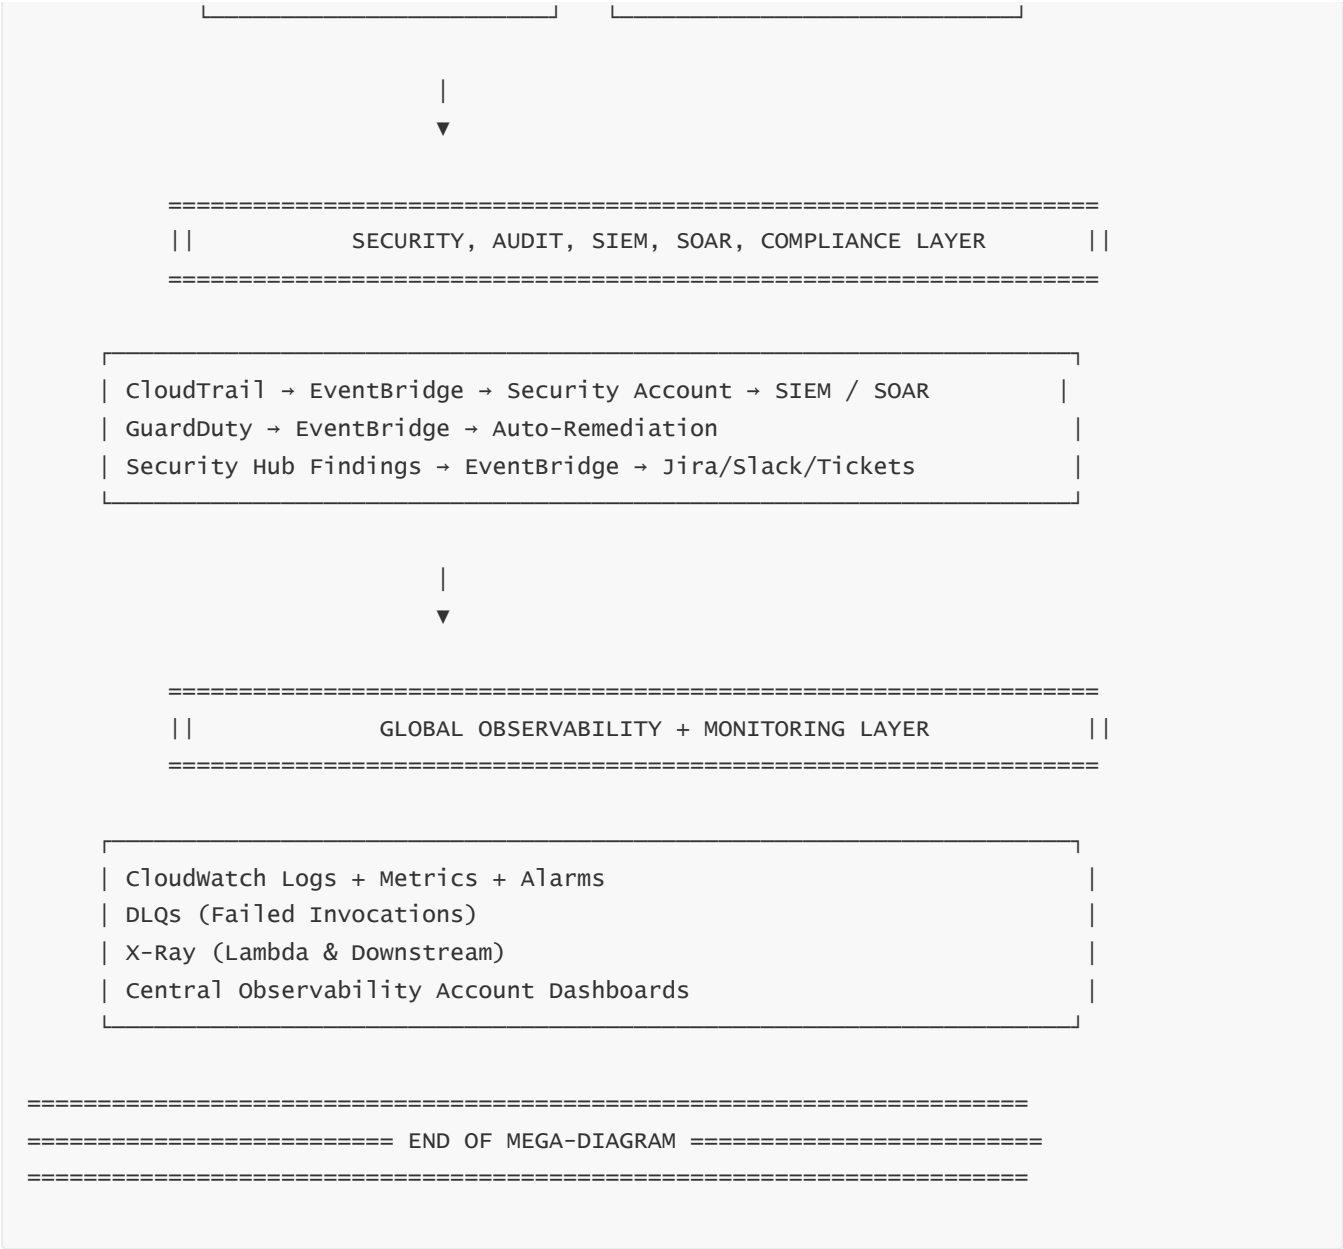 ===================================================================
|| SECURITY, AUDIT, SIEM, SOAR, COMPLIANCE LAYER ||
===================================================================
| CloudTrail → EventBridge → Security Account → SIEM / SOAR |
| GuardDuty → EventBridge → Auto-Remediation |
| Security Hub Findings → EventBridge → Jira/Slack/Tickets |
===================================================================
|| GLOBAL OBSERVABILITY + MONITORING LAYER ||
===================================================================
| CloudWatch Logs + Metrics + Alarms |
| DLQs (Failed Invocations) |
| X-Ray (Lambda & Downstream) |
| Central Observability Account Dashboards |
=======================================================================
========================== END OF MEGA-DIAGRAM =========================
=======================================================================